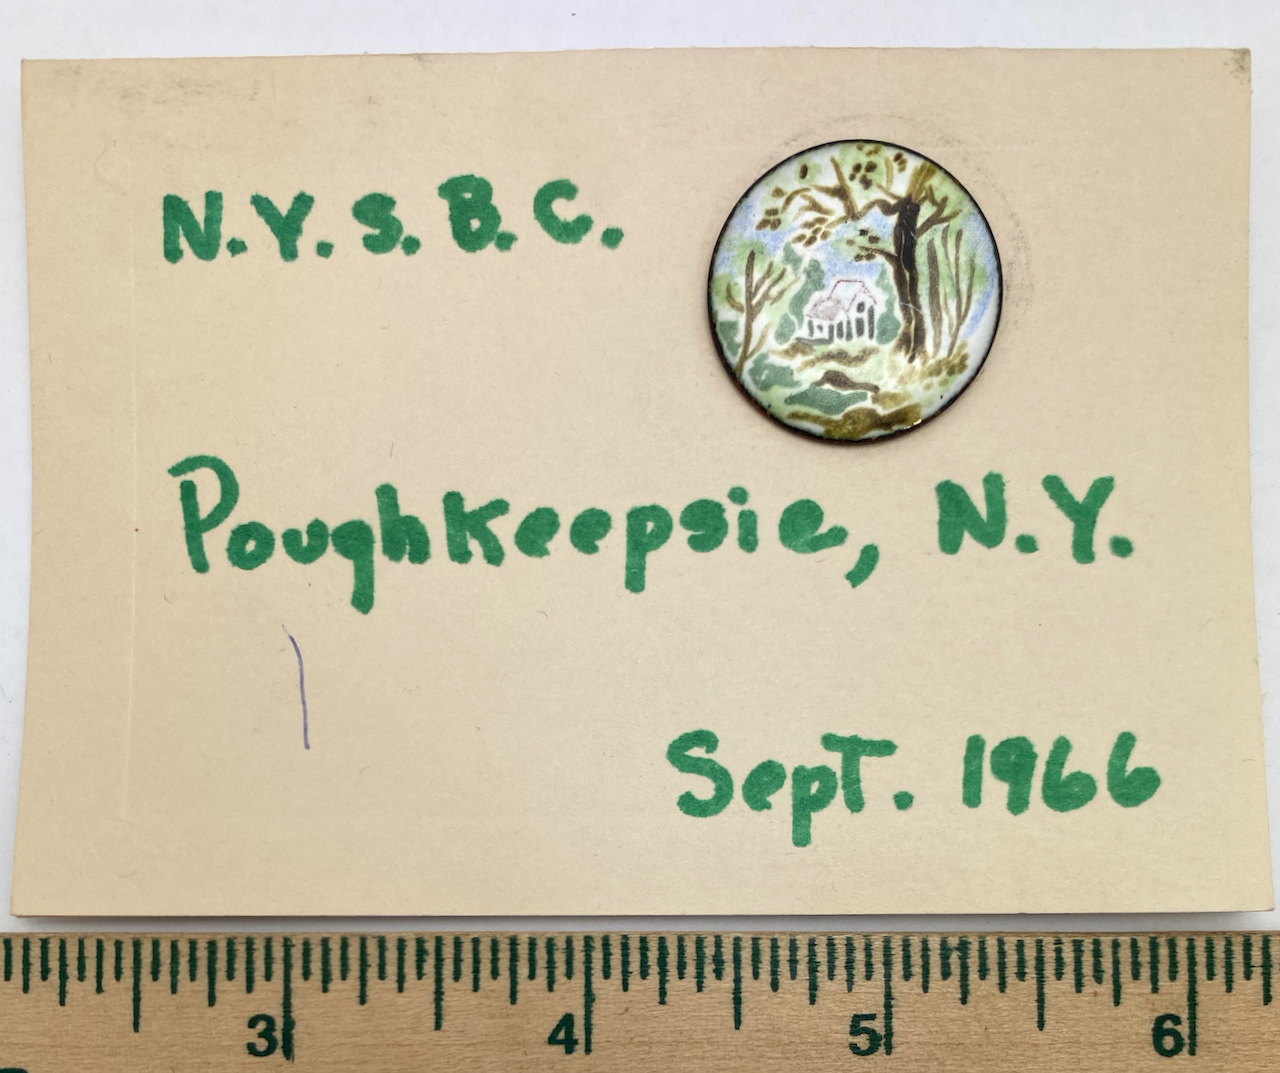 N.Y.S.B.C.
Poughkeepsie, N.Y.
Sept. 1966
3 4 5 6